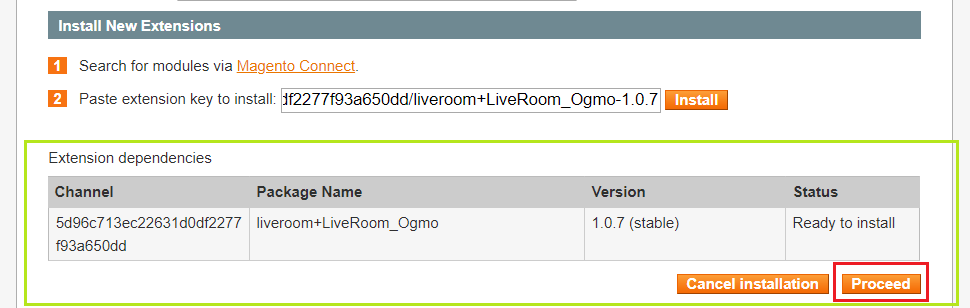 Install New Extensions
1 Search for modules via Magento Connect.
2 Paste extension key to install: df2277f93a650dd/liveroom+LiveRoom_Ogmo-1.0.7 Install
Extension dependencies
Channel Package Name Version Status
5d96c713ec22631d0df2277 liveroom+LiveRoom_Ogmo 1.0.7 (stable) Ready to install
f93a650dd
Cancel installation Proceed